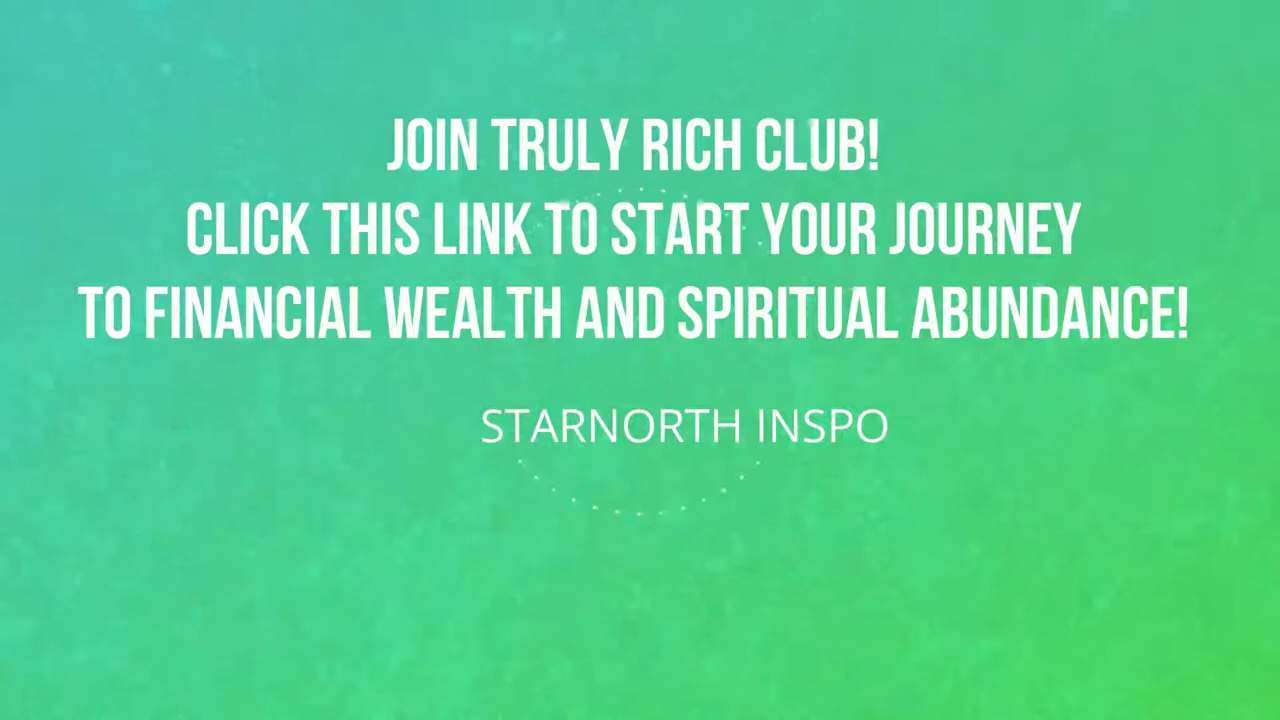 JOIN TRULY RICH CLUB!
CLICK THIS LINK TO START YOUR JOURNEY
TO FINANCIAL WEALTH AND SPIRITUAL ABUNDANCE!
STARNORTH INSPO